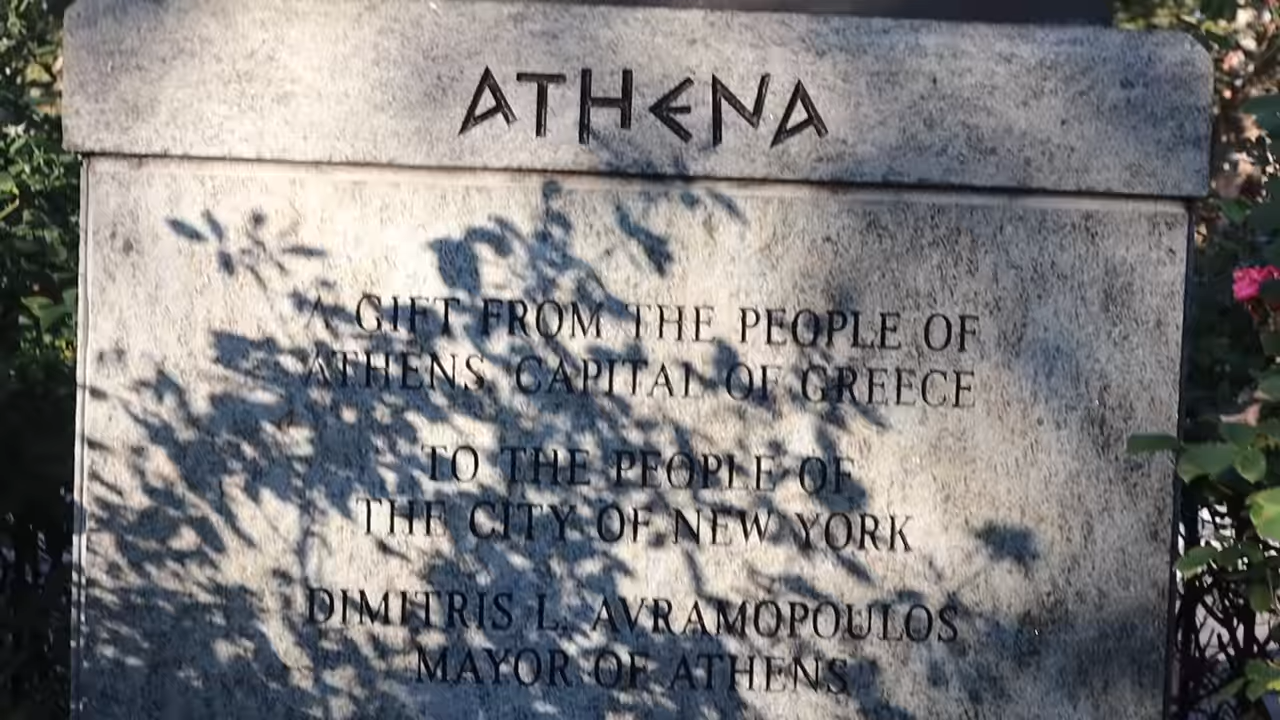 ATHENA
A GIFT FROM THE PEOPLE OF
ATHENS CAPITAL OF GREECE
TO THE PEOPLE OF
THE CITY OF NEW YORK
DIMITRIS L. AVRAMOPOULOS
MAYOR OF ATHENS